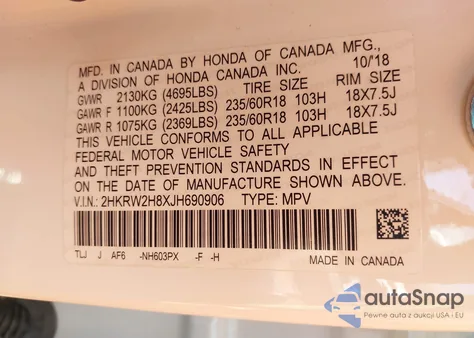 MFD. IN CANADA BY HONDA OF CANADA MFG.,
A DIVISION OF HONDA CANADA INC. 10/'18
GVWR 2130KG (4695LBS) TIRE SIZE RIM SIZE
GAWR F 1100KG (2425LBS) 235/60R18 103H 18X7.5J
GAWR R 1075KG (2369LBS) 235/60R18 103H 18X7.5J
THIS VEHICLE CONFORMS TO ALL APPLICABLE
FEDERAL MOTOR VEHICLE SAFETY
AND THEFT PREVENTION STANDARDS IN EFFECT
ON THE DATE OF MANUFACTURE SHOWN ABOVE.
V.I.N.: 2HKRW2H8XJH690906 TYPE: MPV
TLJ J AF6 -NH603PX -F -H
MADE IN CANADA
autoSnap
Pewne auta z aukcji US i EU